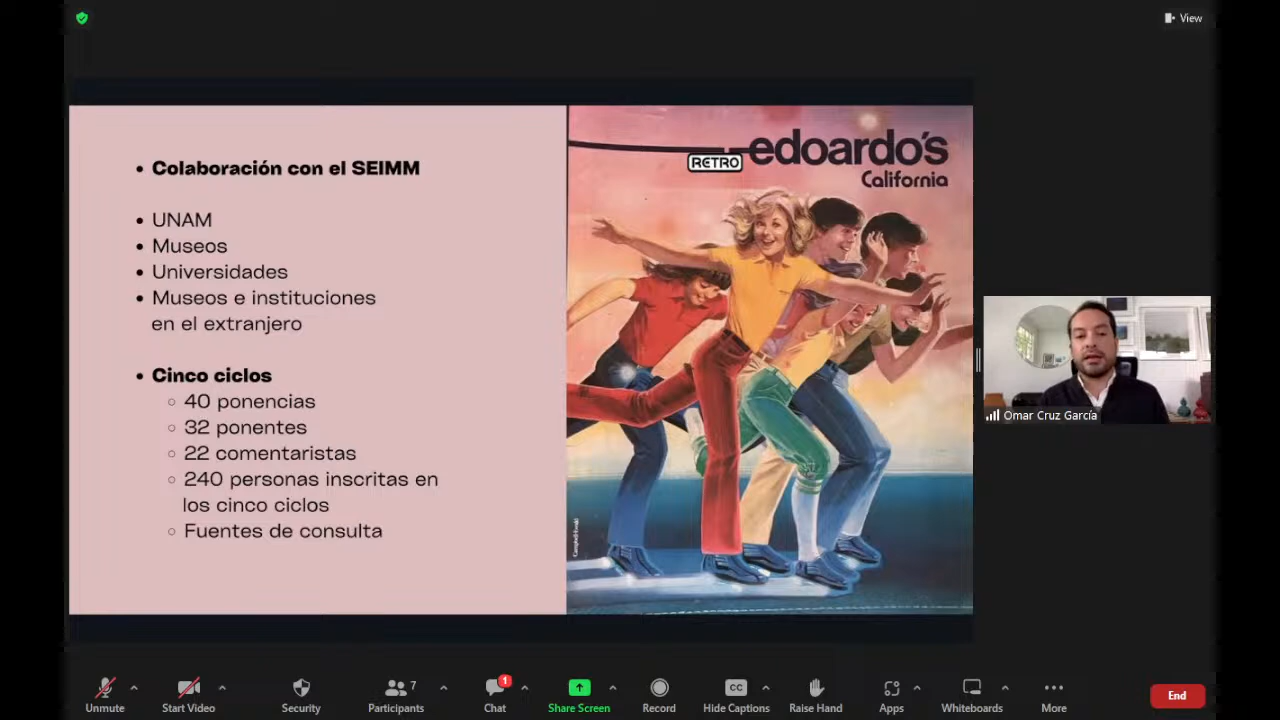 View
• Colaboración con el SEIMM
• UNAM
• Museos
• Universidades
• Museos e instituciones
en el extranjero
• Cinco ciclos
○ 40 ponencias
○ 32 ponentes
○ 22 comentaristas
○ 240 personas inscritas en
los cinco ciclos
○ Fuentes de consulta
RETRO
edoardo's
California
Omar Cruz García
Unmute
Start Video
Security
7
Participants
1
Chat
Share Screen
Record
CC
Hide Captions
Raise Hand
Apps
Whiteboards
More
End